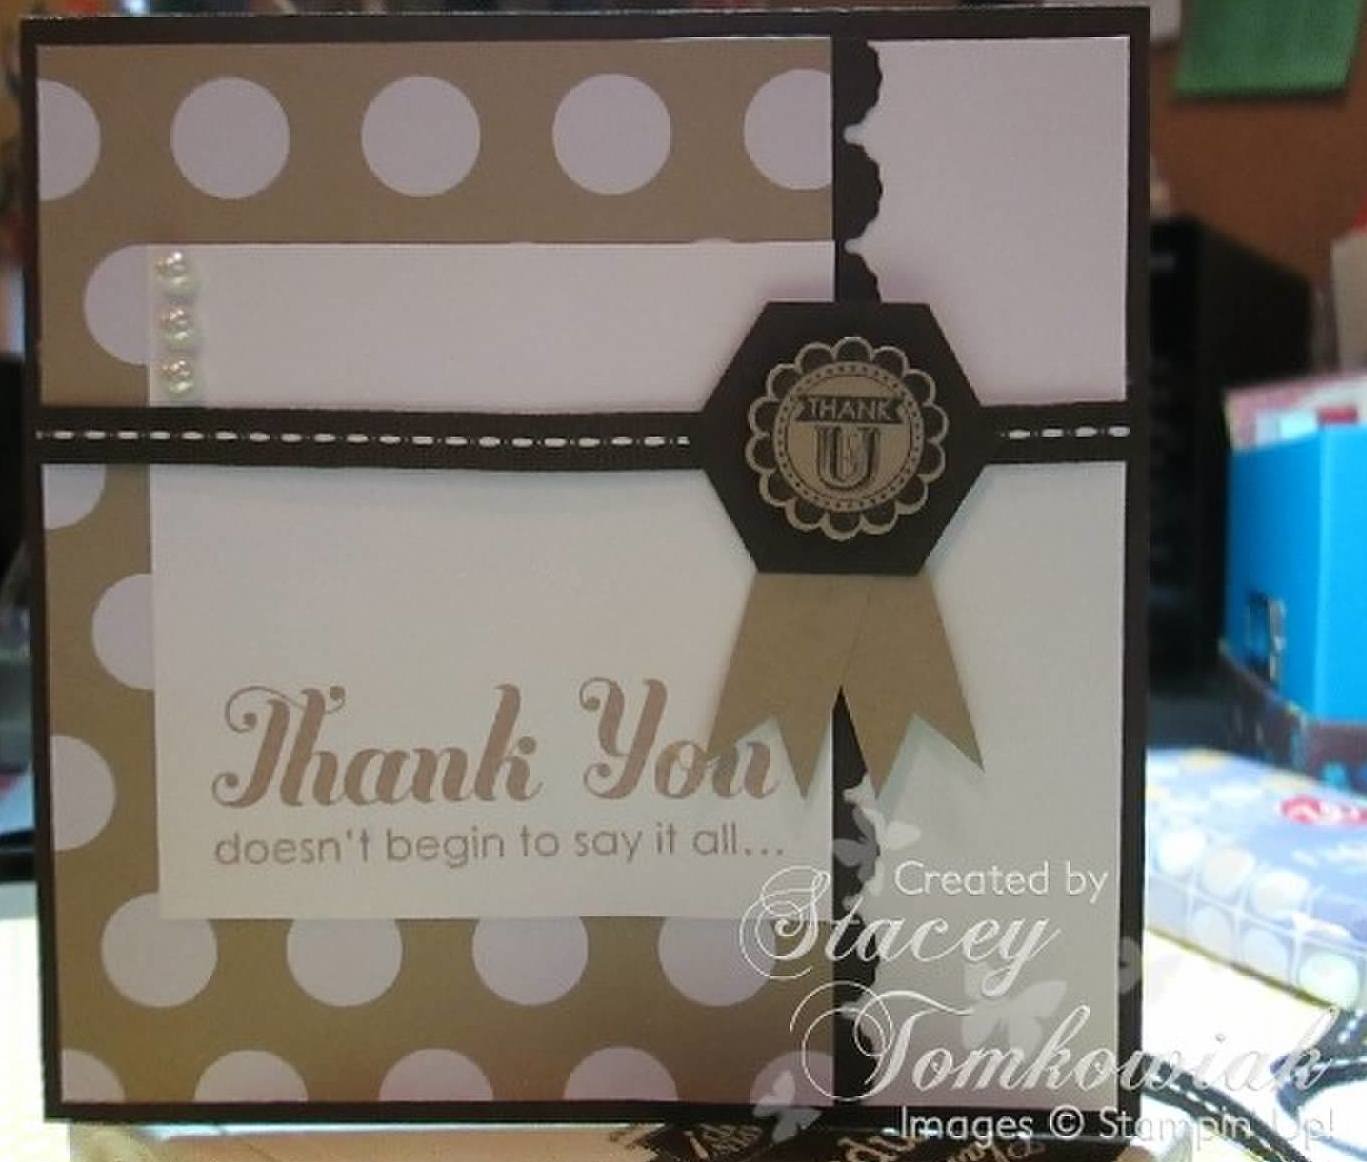 THANK
U
Thank You
doesn't begin to say it all...
Created by
Stacey
Tomkowiak
Images © Stampin' Up!